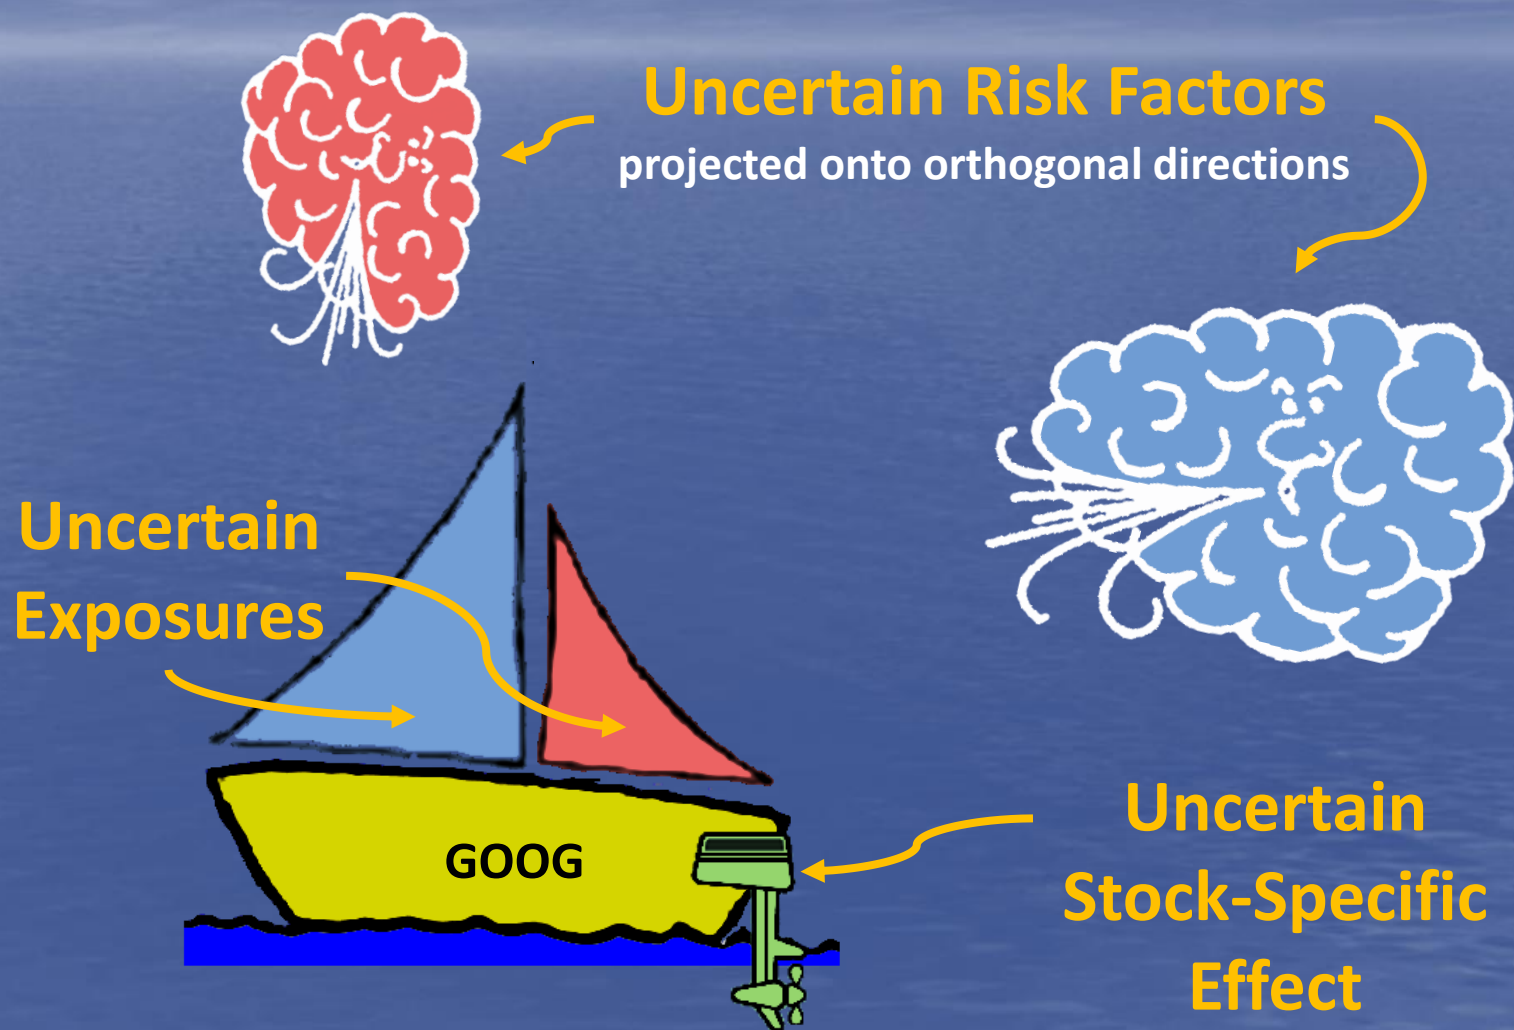 Uncertain Risk Factors
projected onto orthogonal directions
Uncertain
Exposures
GOOG
Uncertain
Stock-Specific
Effect